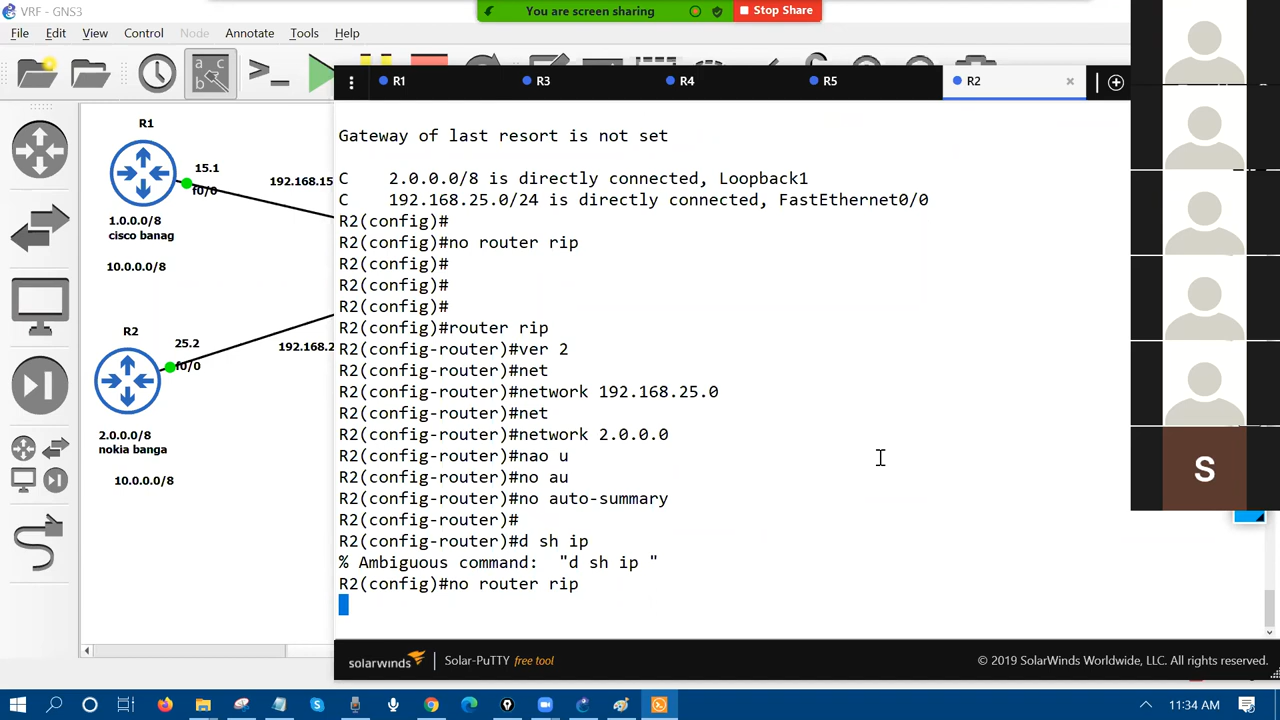 VRF - GNS3
You are screen sharing
Stop Share
File Edit View Control Node Annotate Tools Help
R1 R3 R4 R5 R2
R1
15.1
f0/0
192.168.15
1.0.0.0/8
cisco banag
10.0.0.0/8
R2
25.2
f0/0
192.168.2
2.0.0.0/8
nokia banga
10.0.0.0/8
Gateway of last resort is not set
C    2.0.0.0/8 is directly connected, Loopback1
C    192.168.25.0/24 is directly connected, FastEthernet0/0
R2(config)#
R2(config)#no router rip
R2(config)#
R2(config)#
R2(config)#
R2(config)#router rip
R2(config-router)#ver 2
R2(config-router)#net
R2(config-router)#network 192.168.25.0
R2(config-router)#net
R2(config-router)#network 2.0.0.0
R2(config-router)#nao u
R2(config-router)#no au
R2(config-router)#no auto-summary
R2(config-router)#
R2(config-router)#d sh ip
% Ambiguous command:  "d sh ip "
R2(config)#no router rip
S
solarwinds Solar-PuTTY free tool
© 2019 SolarWinds Worldwide, LLC. All rights reserved.
11:34 AM